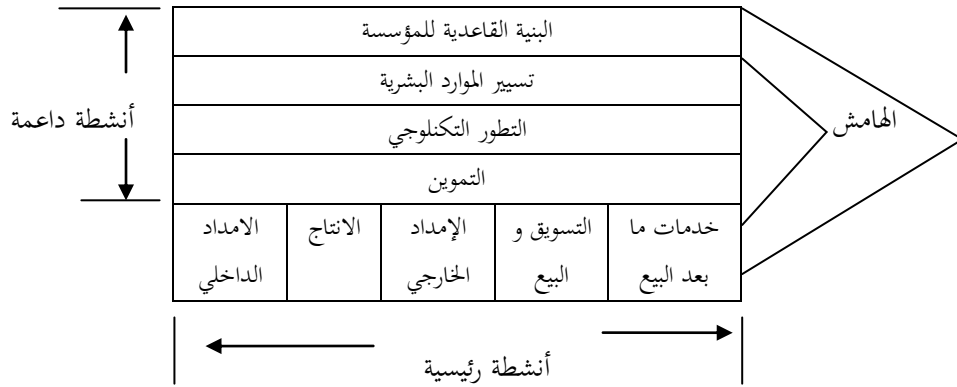 البنية القاعدية للمؤسسة
تسيير الموارد البشرية
التطور التكنلوجي
التموين
أنشطة داعمة
الهامش
الامداد
الداخلي
الانتاج
الإمداد
الخارجي
التسويق و
البيع
خدمات ما
بعد البيع
أنشطة رئيسية